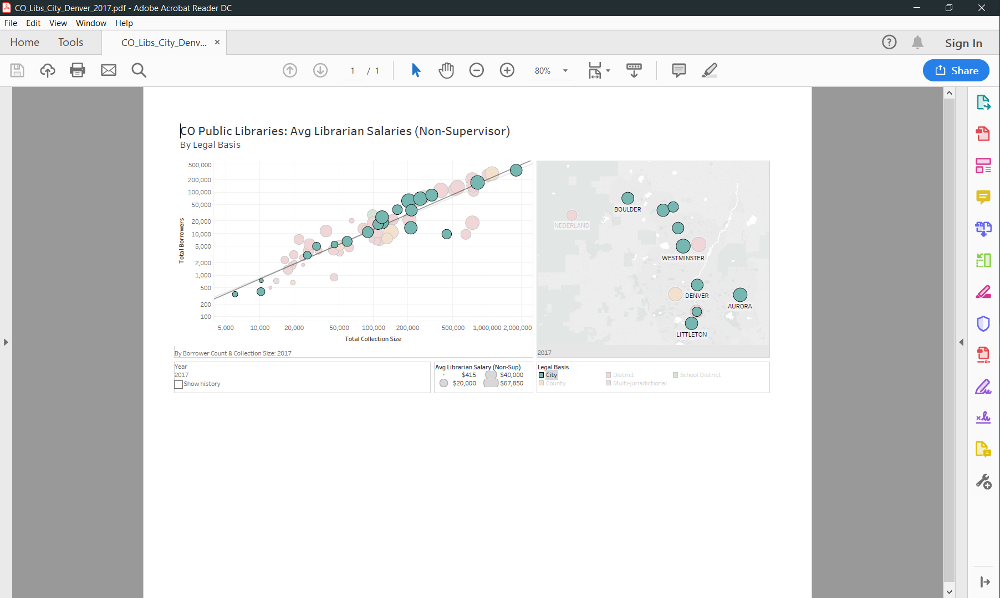 CO_Libs_City_Denver_2017.pdf - Adobe Acrobat Reader DC
File Edit View Window Help
Home Tools CO_Libs_City_Denv... × Sign In
1 / 1 80% Share
CO Public Libraries: Avg Librarian Salaries (Non-Supervisor)
By Legal Basis
Total Borrowers
500,000
200,000
100,000
50,000
20,000
10,000
5,000
2,000
1,000
500
200
100
5,000 10,000 20,000 50,000 100,000 200,000 500,000 1,000,000 2,000,000
Total Collection Size
By Borrower Count & Collection Size: 2017
BOULDER
NEDERLAND
WESTMINSTER
DENVER
AURORA
LITTLETON
2017
Year
2017
Show history
Avg Librarian Salary (Non-Sup)
$415 $40,000
$20,000 $67,850
Legal Basis
City District School District
County Multi-jurisdictional